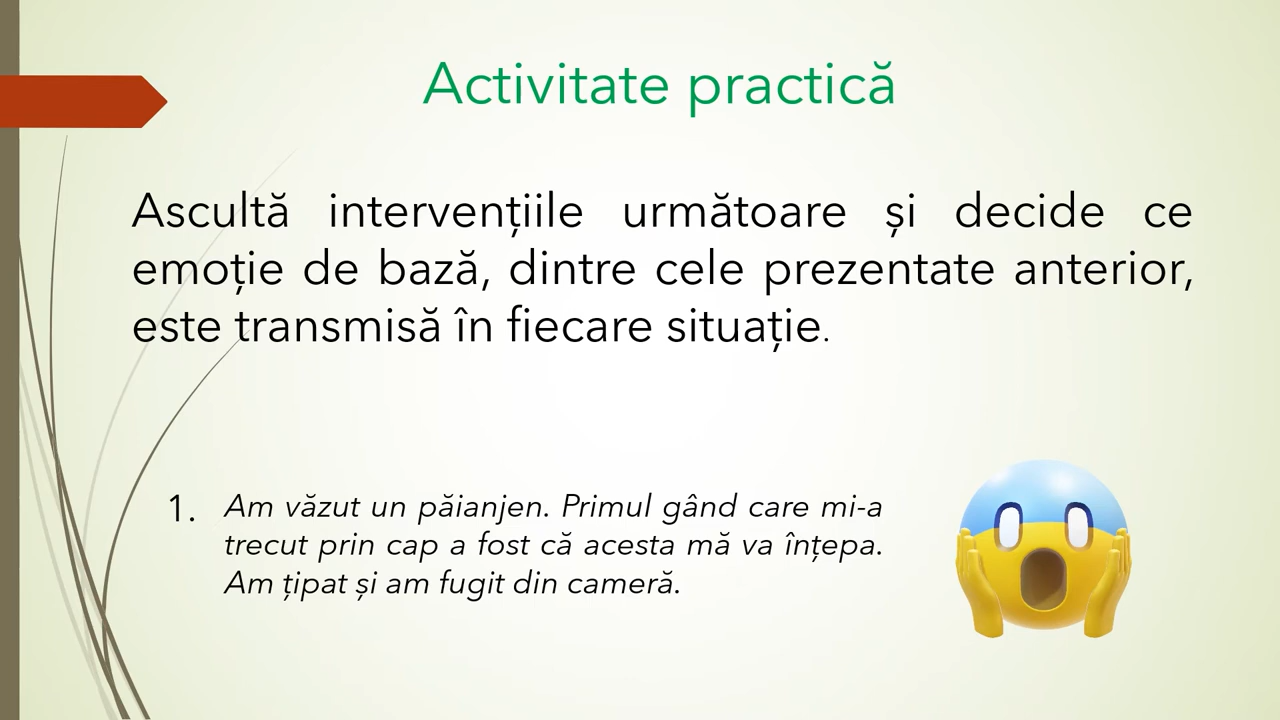 Activitate practică
Ascultă intervențiile următoare și decide ce
emoție de bază, dintre cele prezentate anterior,
este transmisă în fiecare situație.
1. Am văzut un păianjen. Primul gând care mi-a
trecut prin cap a fost că acesta mă va înțepa.
Am țipat și am fugit din cameră.